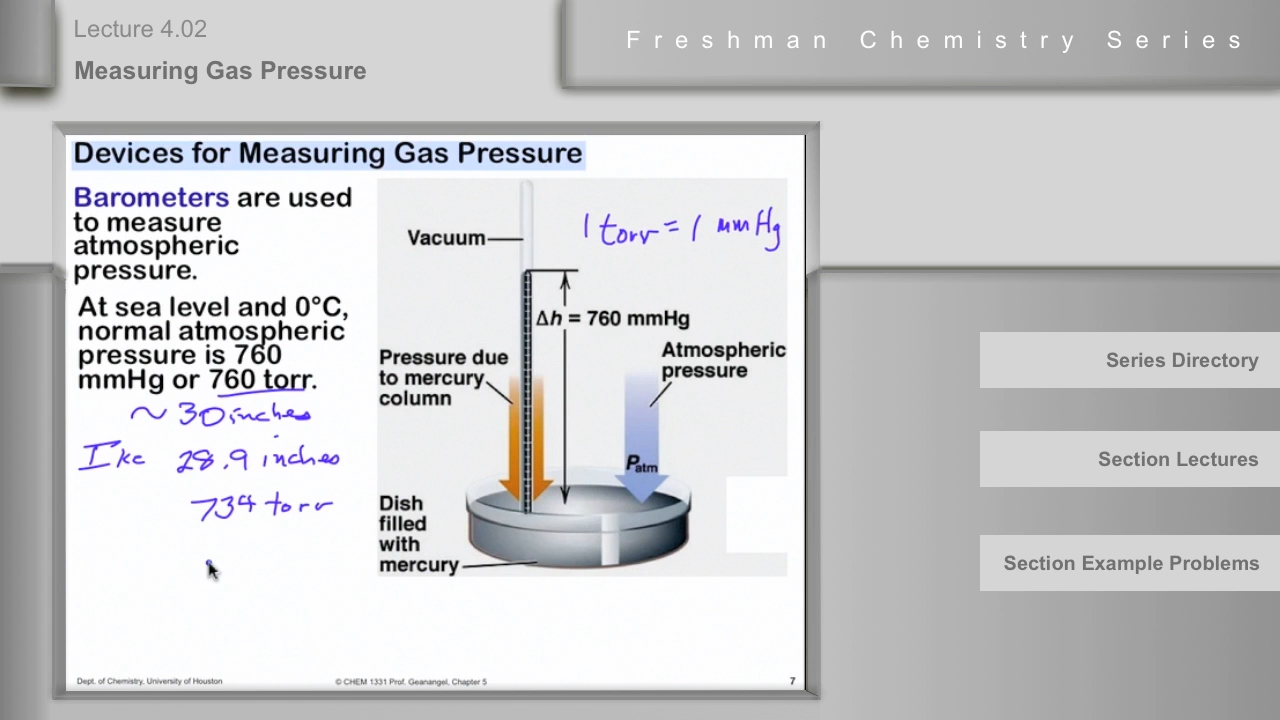 Lecture 4.02
Measuring Gas Pressure
Freshman Chemistry Series
Devices for Measuring Gas Pressure
Barometers are used
to measure
atmospheric
pressure.
At sea level and 0°C,
normal atmospheric
pressure is 760
mmHg or 760 torr.
~ 30 inches
Ike 28.9 inches
734 torr
1 torr = 1 mmHg
Vacuum
Δh = 760 mmHg
Pressure due
to mercury
column
Atmospheric
pressure
Patm
Dish
filled
with
mercury
Series Directory
Section Lectures
Section Example Problems
Dept. of Chemistry, University of Houston
© CHEM 1331 Prof. Geanangel, Chapter 5
7